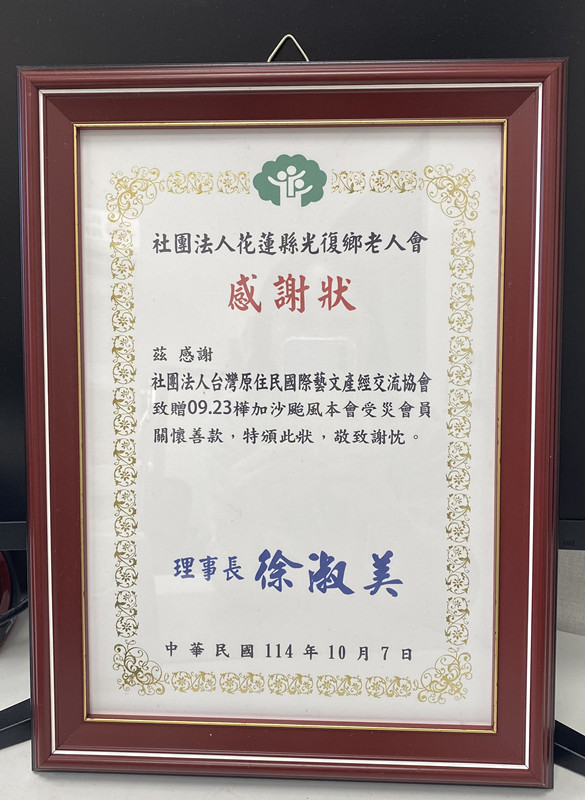 社團法人花蓮縣光復鄉老人會
感謝狀
茲 感謝
社團法人台灣原住民國際藝文產經交流協會
致贈09.23樺加沙颱風本會受災會員
關懷善款，特頒此狀，敬致謝忱。
理事長 徐淑美
中華民國114年10月7日